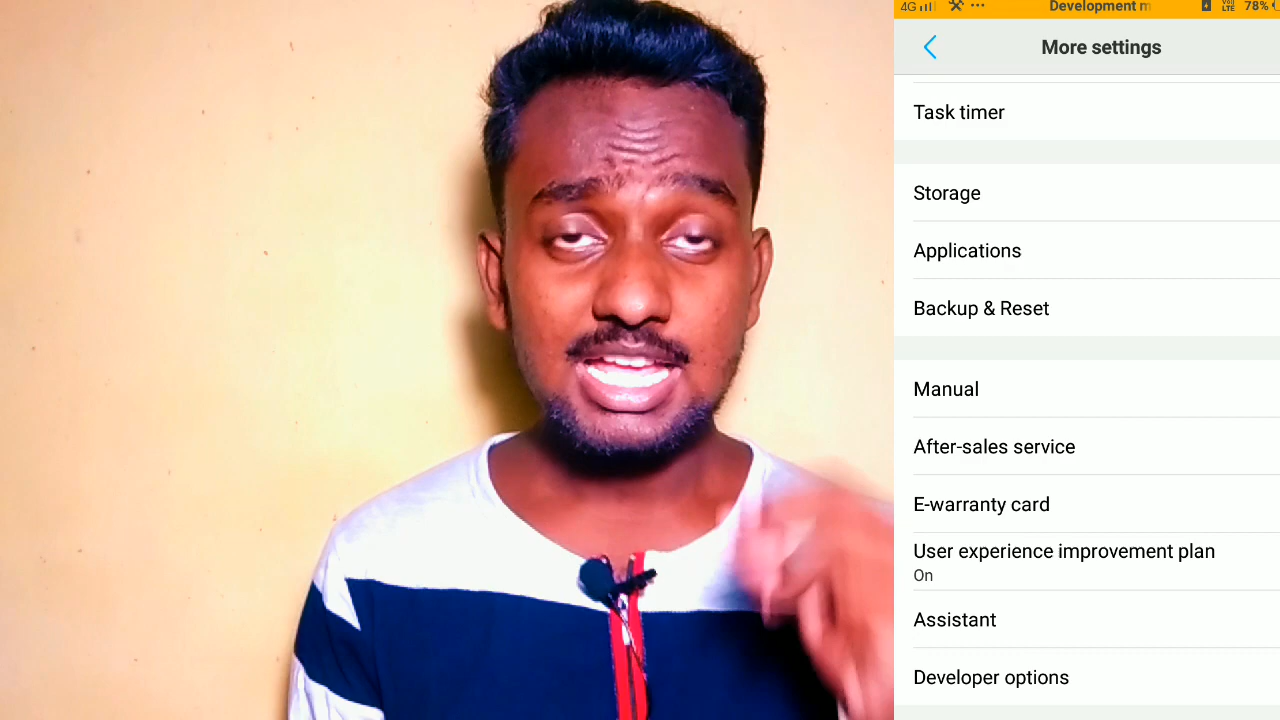 4G Development m 78%
More settings
Task timer
Storage
Applications
Backup & Reset
Manual
After-sales service
E-warranty card
User experience improvement plan
On
Assistant
Developer options